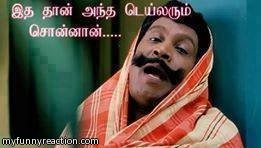 இத தான் அந்த டெய்லரும்
சொன்னான்.....
myfunnyreaction.com